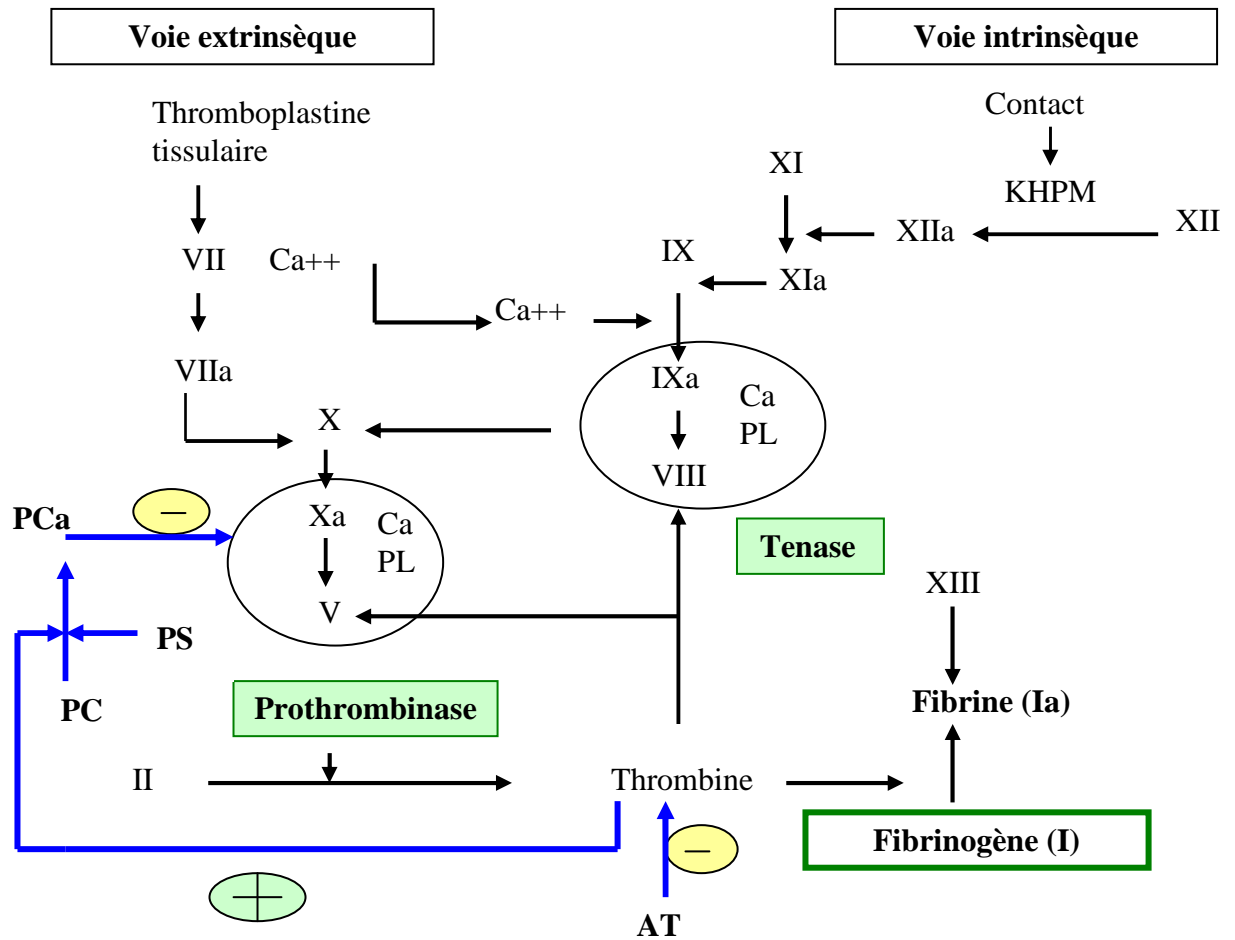 Voie extrinsèque
Voie intrinsèque
Thromboplastine
tissulaire
Contact
KHPM
XI
XII
XIIa
VII
Ca++
IX
XIa
Ca++
VIIa
IXa
Ca
PL
X
VIII
PCa
—
Xa
Ca
PL
Tenase
V
XIII
PS
PC
Prothrombinase
Fibrine (Ia)
II
Thrombine
Fibrinogène (I)
—
+
AT